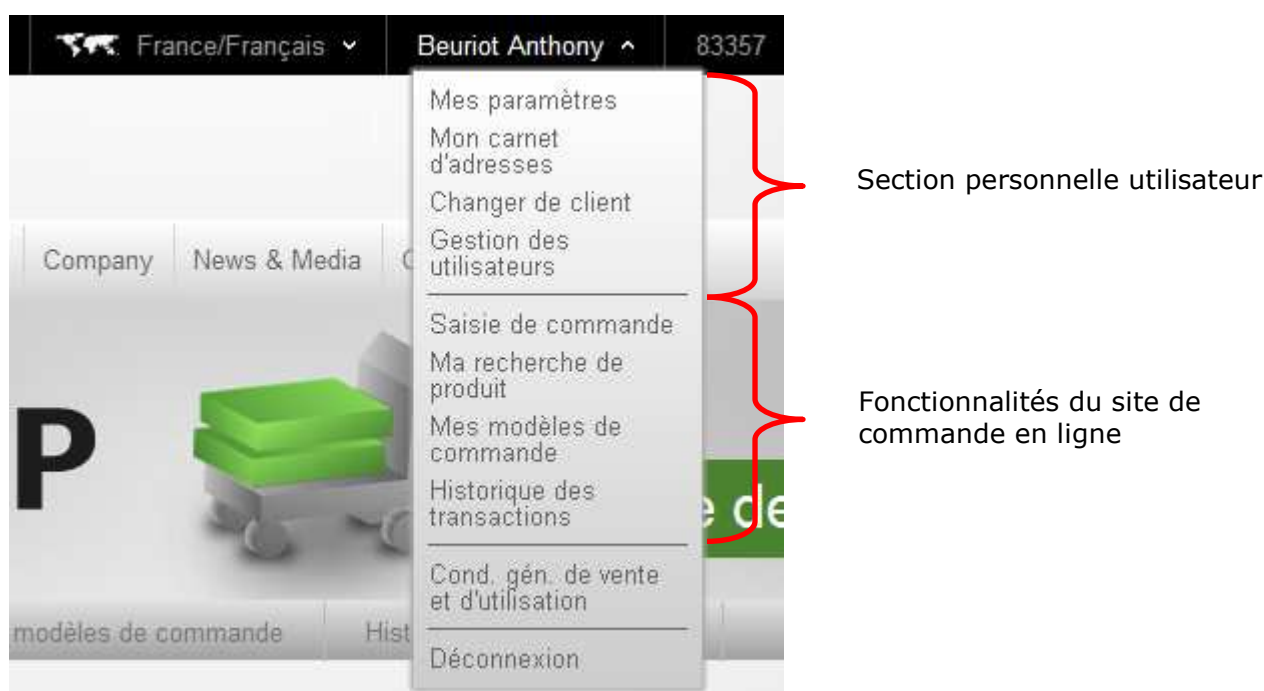 France/Français
Beuriot Anthony
83357
Mes paramètres
Mon carnet
d'adresses
Changer de client
Gestion des
utilisateurs
Section personnelle utilisateur
Company
News & Media
Saisie de commande
Ma recherche de
produit
Mes modèles de
commande
Historique des
transactions
Fonctionnalités du site de
commande en ligne
P
e de
Cond. gén. de vente
et d'utilisation
modèles de commande
Hist
Déconnexion